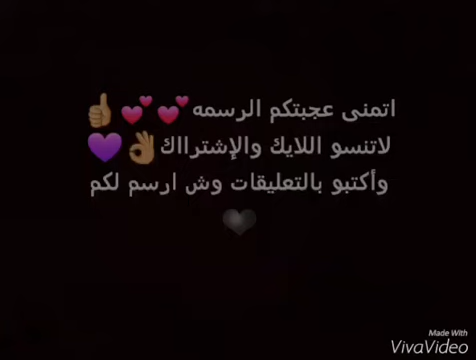 اتمنى عجبتكم الرسمه 💕💕👍🏾
لاتنسو اللايك والإشتراك👌🏾💜
وأكتبو بالتعليقات وش ارسم لكم
🖤
Made With
VivaVideo